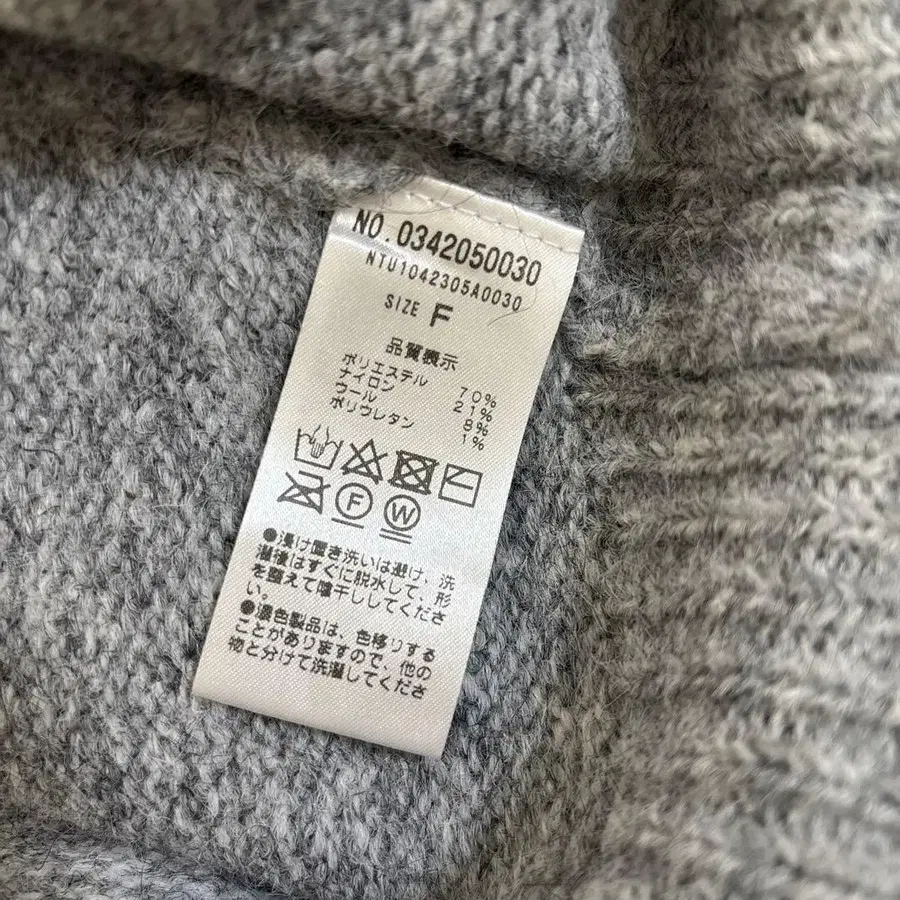 NO.0342050030
NTU1042305A0030
SIZE F
品質表示
ポリエステル 70%
ナイロン 21%
ウール 8%
ポリウレタン 1%
F W
●浸け置き洗いは避け、洗
濯後はすぐに脱水して、形
を整えて陰干ししてくださ
い。
●濃色製品は、色移りする
ことがありますので、他の
物と分けて洗濯してくださ